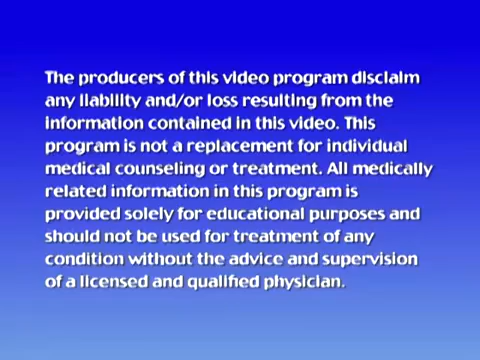 The producers of this video program disclaim
any liability and/or loss resulting from the
information contained in this video. This
program is not a replacement for individual
medical counseling or treatment. All medically
related information in this program is
provided solely for educational purposes and
should not be used for treatment of any
condition without the advice and supervision
of a licensed and qualified physician.